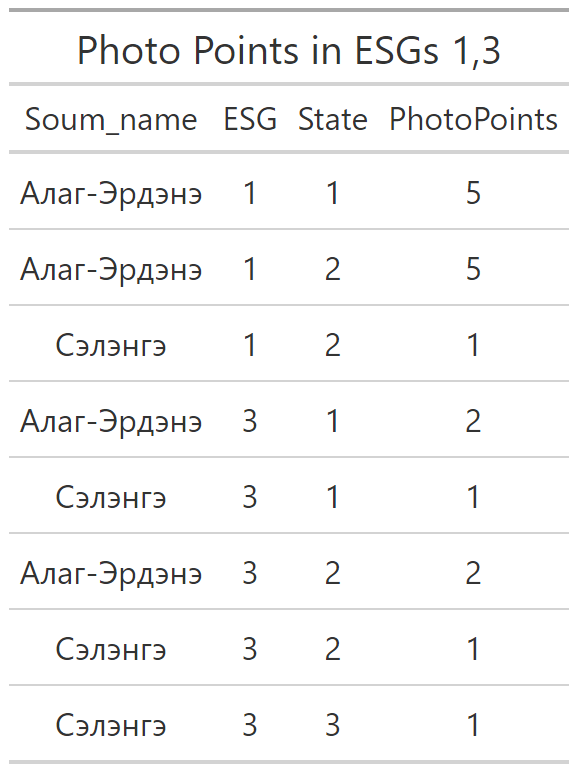 Photo Points in ESGs 1,3
Soum_name ESG State PhotoPoints
Алаг-Эрдэнэ 1 1 5
Алаг-Эрдэнэ 1 2 5
Сэлэнгэ 1 2 1
Алаг-Эрдэнэ 3 1 2
Сэлэнгэ 3 1 1
Алаг-Эрдэнэ 3 2 2
Сэлэнгэ 3 2 1
Сэлэнгэ 3 3 1